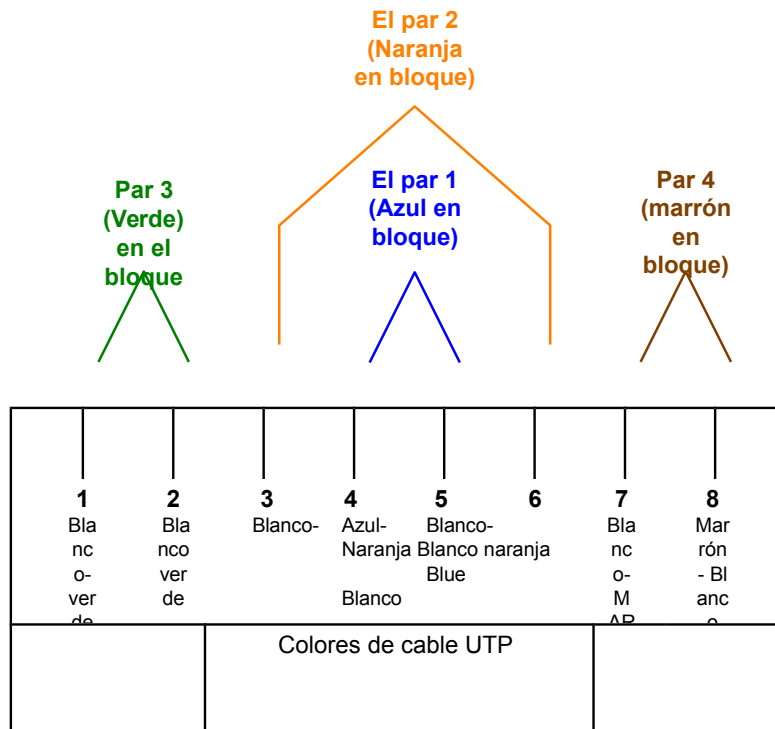 El par 2
(Naranja
en bloque)
Par 3
(Verde)
en el
bloque
El par 1
(Azul en
bloque)
Par 4
(marrón
en
bloque)
1 2 3 4 5 6 7 8
Bla
nc
o-
ver
de
Bla
nco
ver
de
Blanco-
Azul-
Blanco-
Naranja Blanco naranja
Blue
Blanco
Bla
nc
o-
M
AR
Mar
rón
- Bl
anc
o
Colores de cable UTP